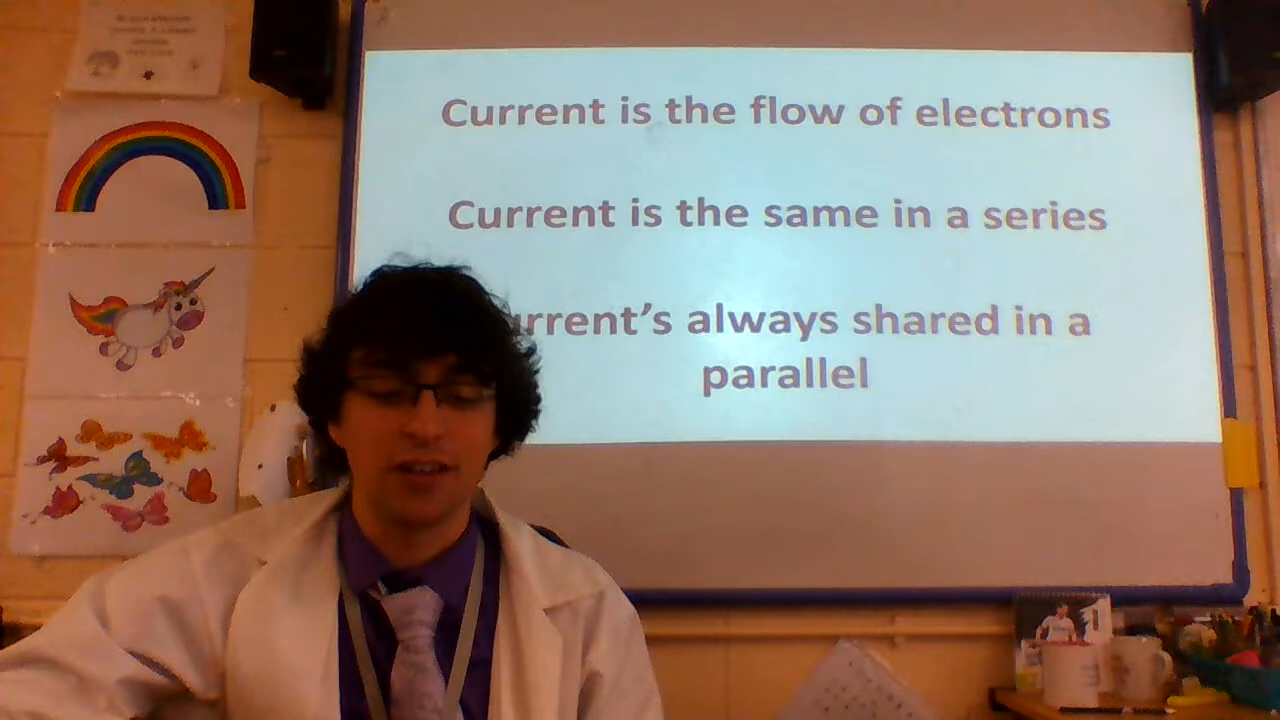 Current is the flow of electrons
Current is the same in a series
urrent's always shared in a
parallel